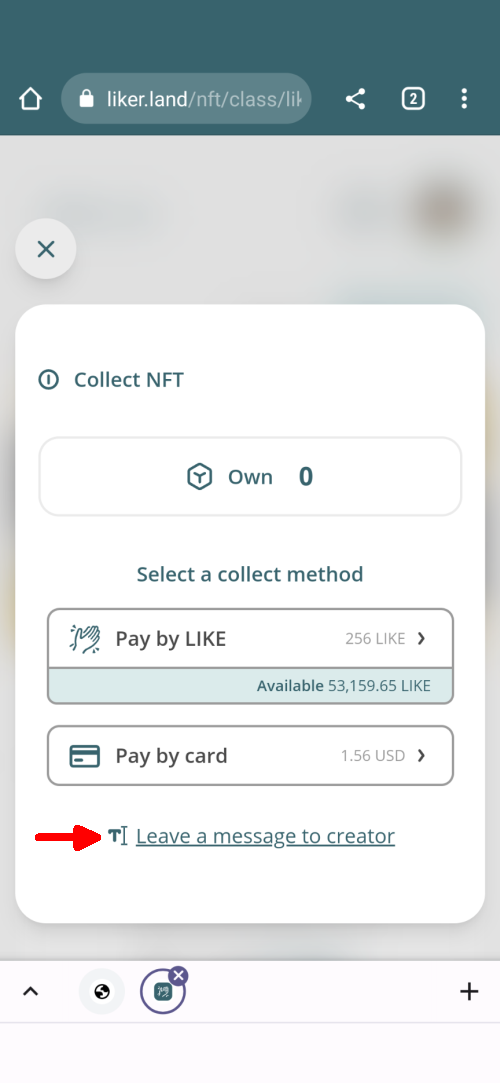 liker.land/nft/class/lik
2
Collect NFT
Own 0
Select a collect method
Pay by LIKE 256 LIKE
Available 53,159.65 LIKE
Pay by card 1.56 USD
Leave a message to creator